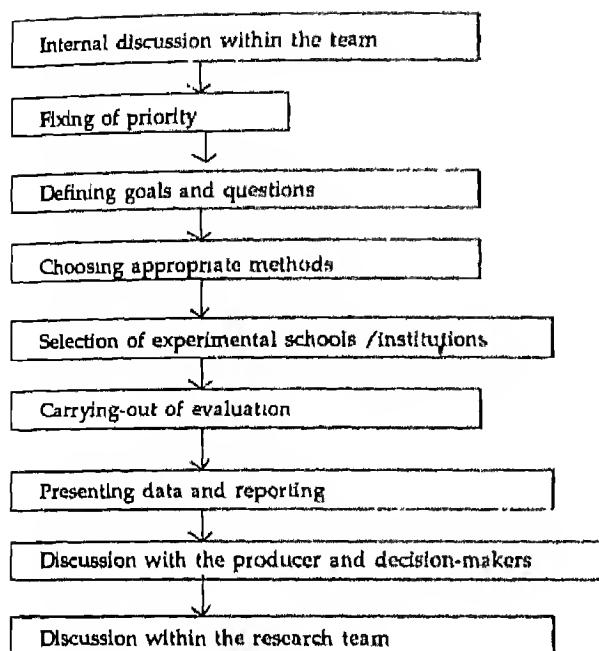 Internal discussion within the team
Fixing of priority
Defining goals and questions
Choosing appropriate methods
Selection of experimental schools /institutions
Carrying-out of evaluation
Presenting data and reporting
Discussion with the producer and decision-makers
Discussion within the research team